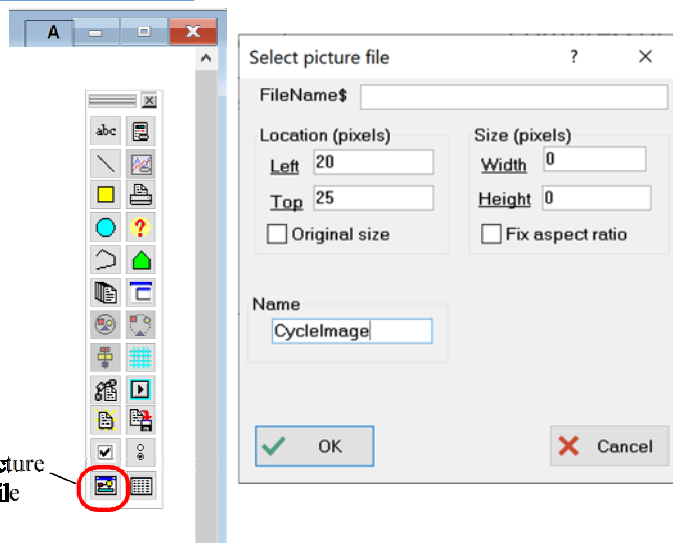 A
abc
cture
ile
Select picture file
?
FileName$
Location (pixels)
Left 20
Top 25
Original size
Size (pixels)
Width 0
Height 0
Fix aspect ratio
Name
CycleImage
OK
Cancel